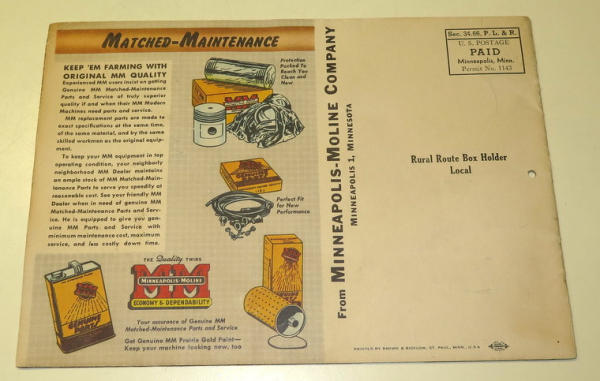 MATCHED-MAINTENANCE
KEEP 'EM FARMING WITH
ORIGINAL MM QUALITY
Experienced MM users insist on getting
Genuine MM Matched-Maintenance
Parts and Service of truly superior
quality if and when their MM Modern
Machines need parts and service.
MM replacement parts are made to
exact specifications at the same time,
of the same material, and by the same
skilled workmen as the original equip-
ment.
To keep your MM equipment in top
operating condition, your neighborly
neighborhood MM Dealer maintains
an ample stock of MM Matched-Main-
tenance Parts to serve you speedily at
reasonable cost. See your friendly MM
Dealer when in need of genuine MM
Matched-Maintenance Parts and Serv-
ice. He is equipped to give you gen-
uine MM Parts and Service with
minimum maintenance cost, maximum
service, and less costly down time.
Protection
Packed To
Reach You
Clean and
New
MM
Perfect Fit
for New
Performance
GENUINE
PARTS
THE Quality TWINS
MM
MINNEAPOLIS-MOLINE
ECONOMY & DEPENDABILITY
Your assurance of Genuine MM
Matched-Maintenance Parts and Service
Get Genuine MM Prairie Gold Paint—
Keep your machine looking new, too
From MINNEAPOLIS-MOLINE COMPANY
MINNEAPOLIS 1, MINNESOTA
Sec. 34.66, P. L. & R.
U. S. POSTAGE
PAID
Minneapolis, Minn.
Permit No. 1143
Rural Route Box Holder
Local
PRINTED BY BROWN & BIGELOW, ST. PAUL, MINN., U.S.A.